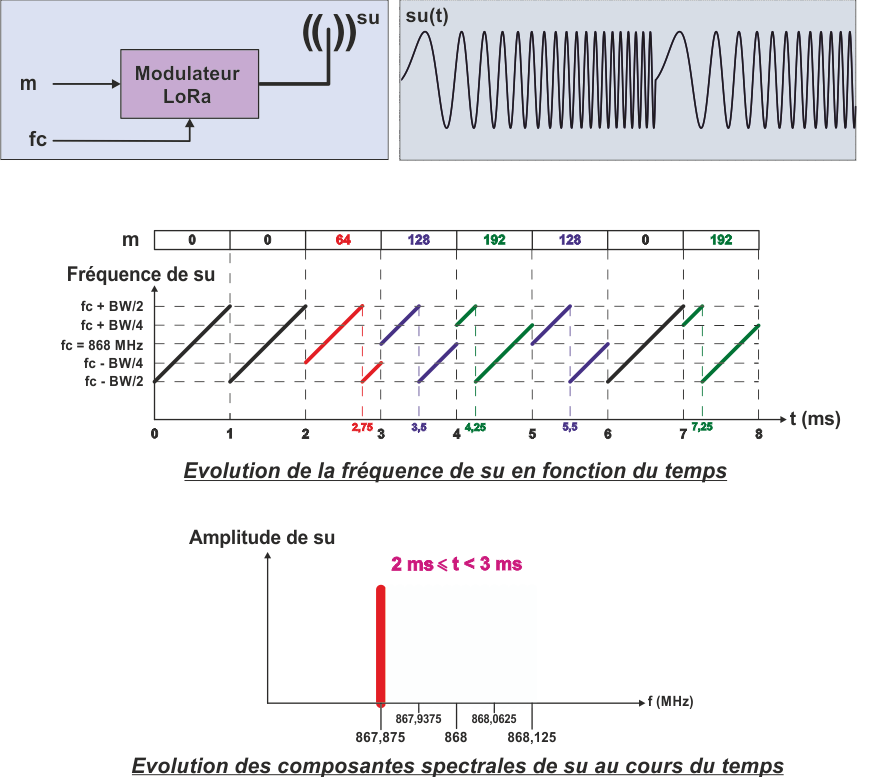 ((  )) su
m
Modulateur
LoRa
fc
su(t)
m 0 0 64 128 192 128 0 192
Fréquence de su
fc + BW/2
fc + BW/4
fc = 868 MHz
fc - BW/4
fc - BW/2
0 1 2 2,75 3 3,5 4 4,25 5 5,5 6 7 7,25 8 t (ms)
Evolution de la fréquence de su en fonction du temps
Amplitude de su
2 ms ⩽ t < 3 ms
f (MHz)
867,9375 868,0625
867,875 868 868,125
Evolution des composantes spectrales de su au cours du temps